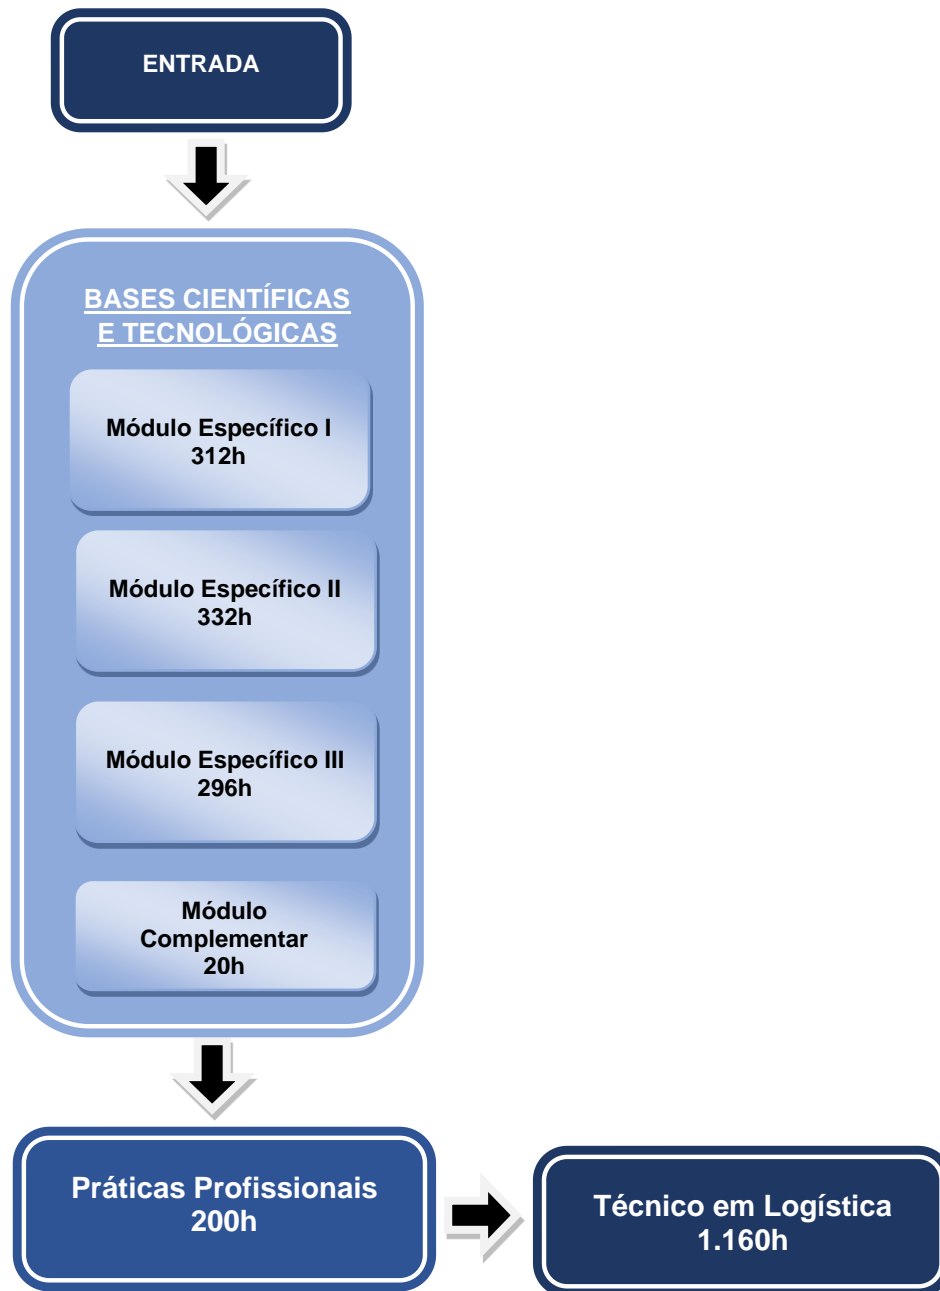 ENTRADA
BASES CIENTÍFICAS
E TECNOLÓGICAS
Módulo Específico I
312h
Módulo Específico II
332h
Módulo Específico III
296h
Módulo
Complementar
20h
Práticas Profissionais
200h
Técnico em Logística
1.160h